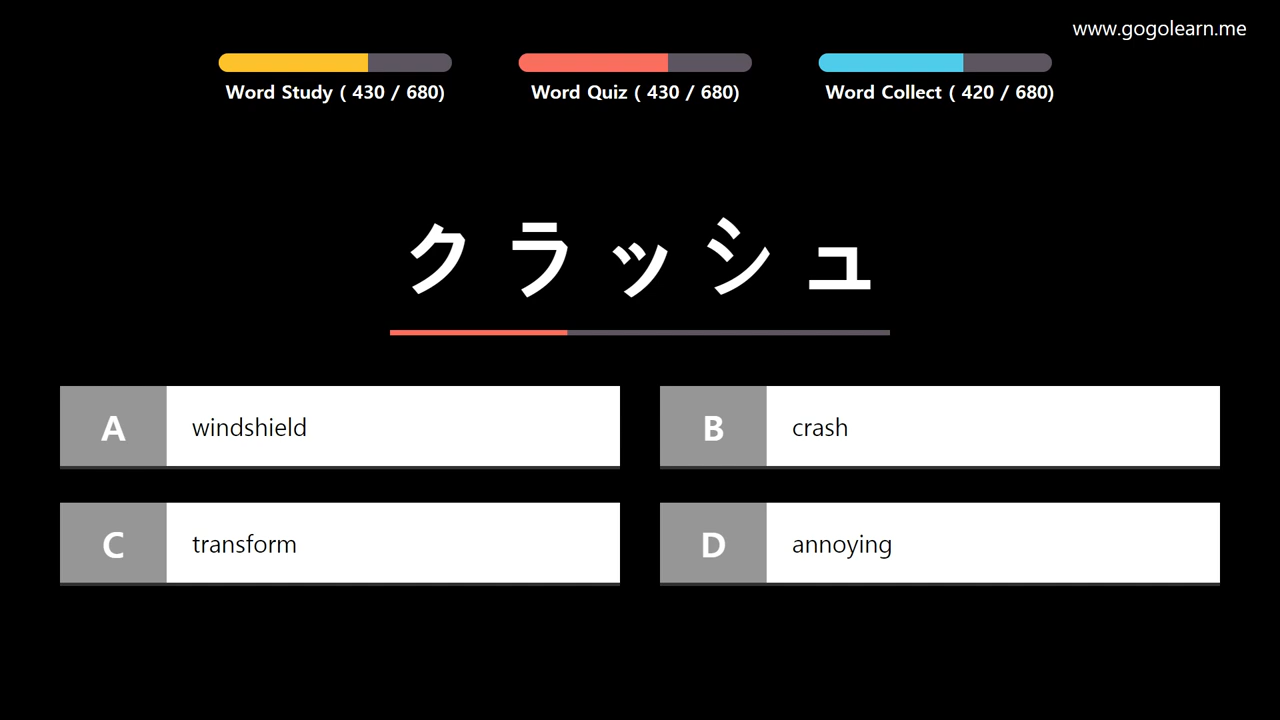 www.gogolearn.me
Word Study ( 430 / 680)
Word Quiz ( 430 / 680)
Word Collect ( 420 / 680)
クラッシュ
A windshield
B crash
C transform
D annoying